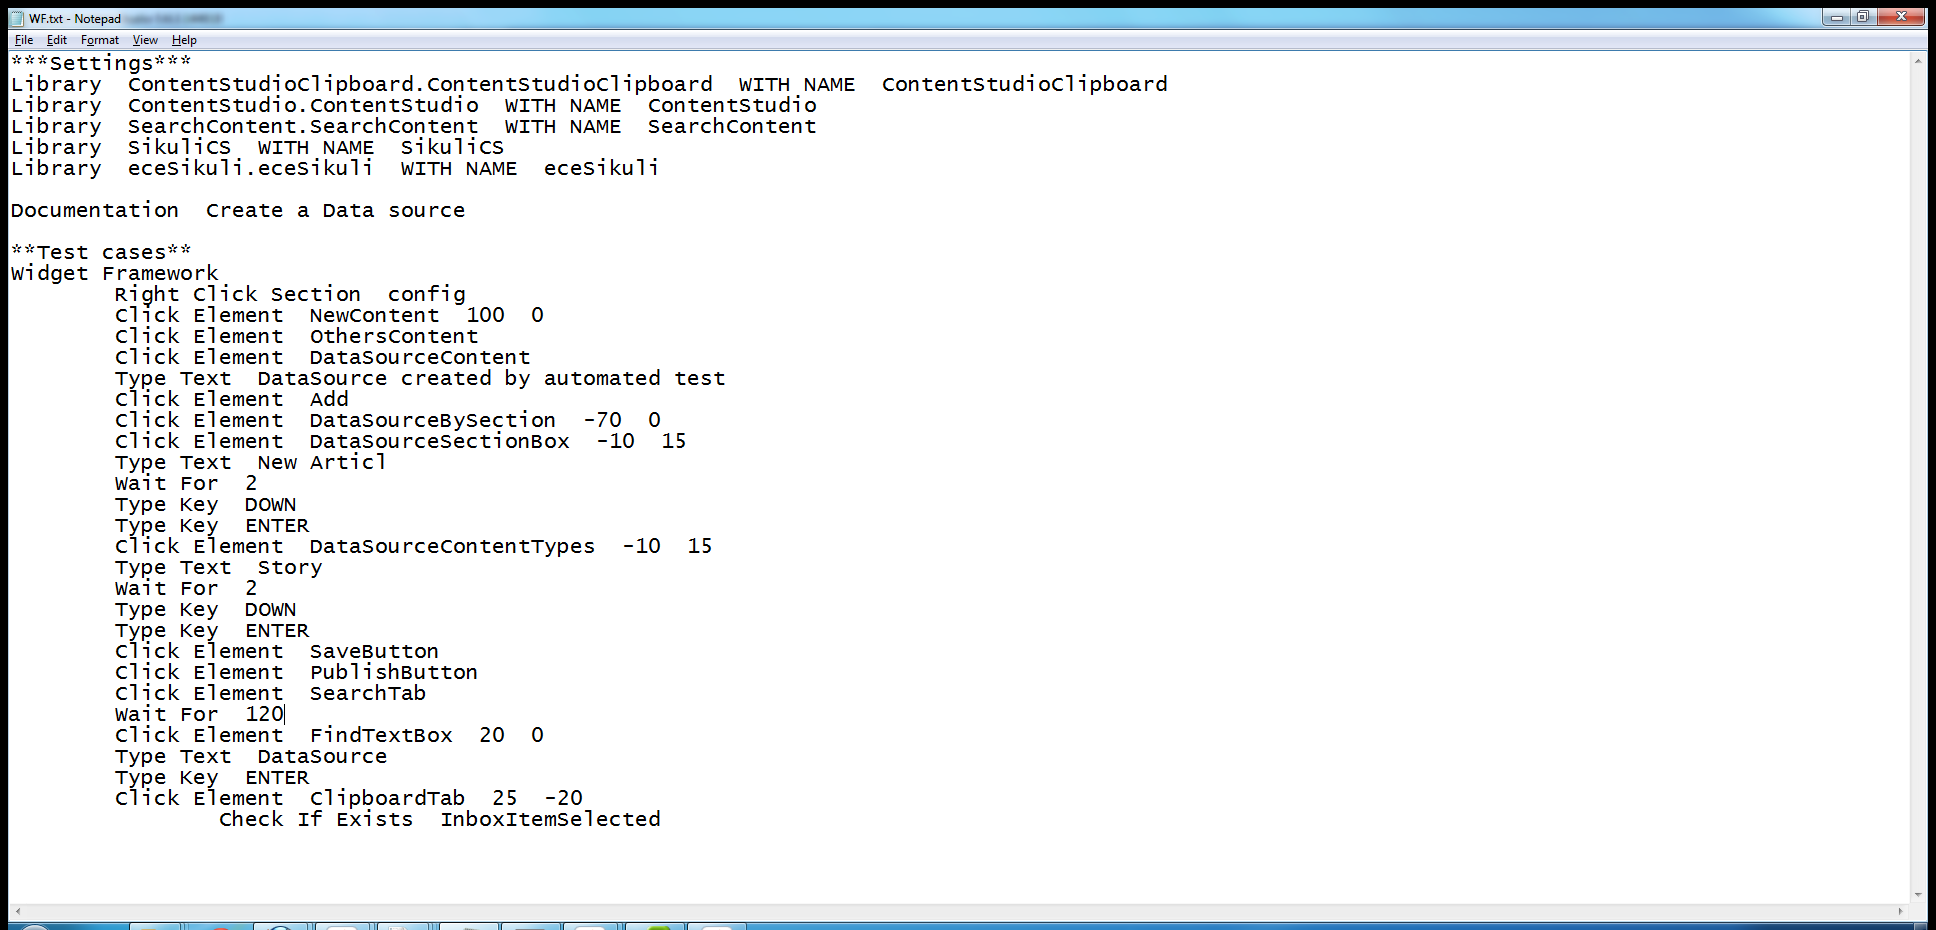 WF.txt - Notepad
File Edit Format View Help
***Settings***
Library  ContentStudioClipboard.ContentStudioClipboard  WITH NAME  ContentStudioClipboard
Library  ContentStudio.ContentStudio  WITH NAME  ContentStudio
Library  SearchContent.SearchContent  WITH NAME  SearchContent
Library  SikuliCS  WITH NAME  SikuliCS
Library  eceSikuli.eceSikuli  WITH NAME  eceSikuli
Documentation  Create a Data source
**Test cases**
Widget Framework
Right Click Section  config
Click Element  NewContent  100  0
Click Element  OthersContent
Click Element  DataSourceContent
Type Text  DataSource created by automated test
Click Element  Add
Click Element  DataSourceBySection  -70  0
Click Element  DataSourceSectionBox  -10  15
Type Text  New Articl
Wait For  2
Type Key  DOWN
Type Key  ENTER
Click Element  DataSourceContentTypes  -10  15
Type Text  Story
Wait For  2
Type Key  DOWN
Type Key  ENTER
Click Element  SaveButton
Click Element  PublishButton
Click Element  SearchTab
Wait For  120
Click Element  FindTextBox  20  0
Type Text  DataSource
Type Key  ENTER
Click Element  ClipboardTab  25  -20
Check If Exists  InboxItemSelected